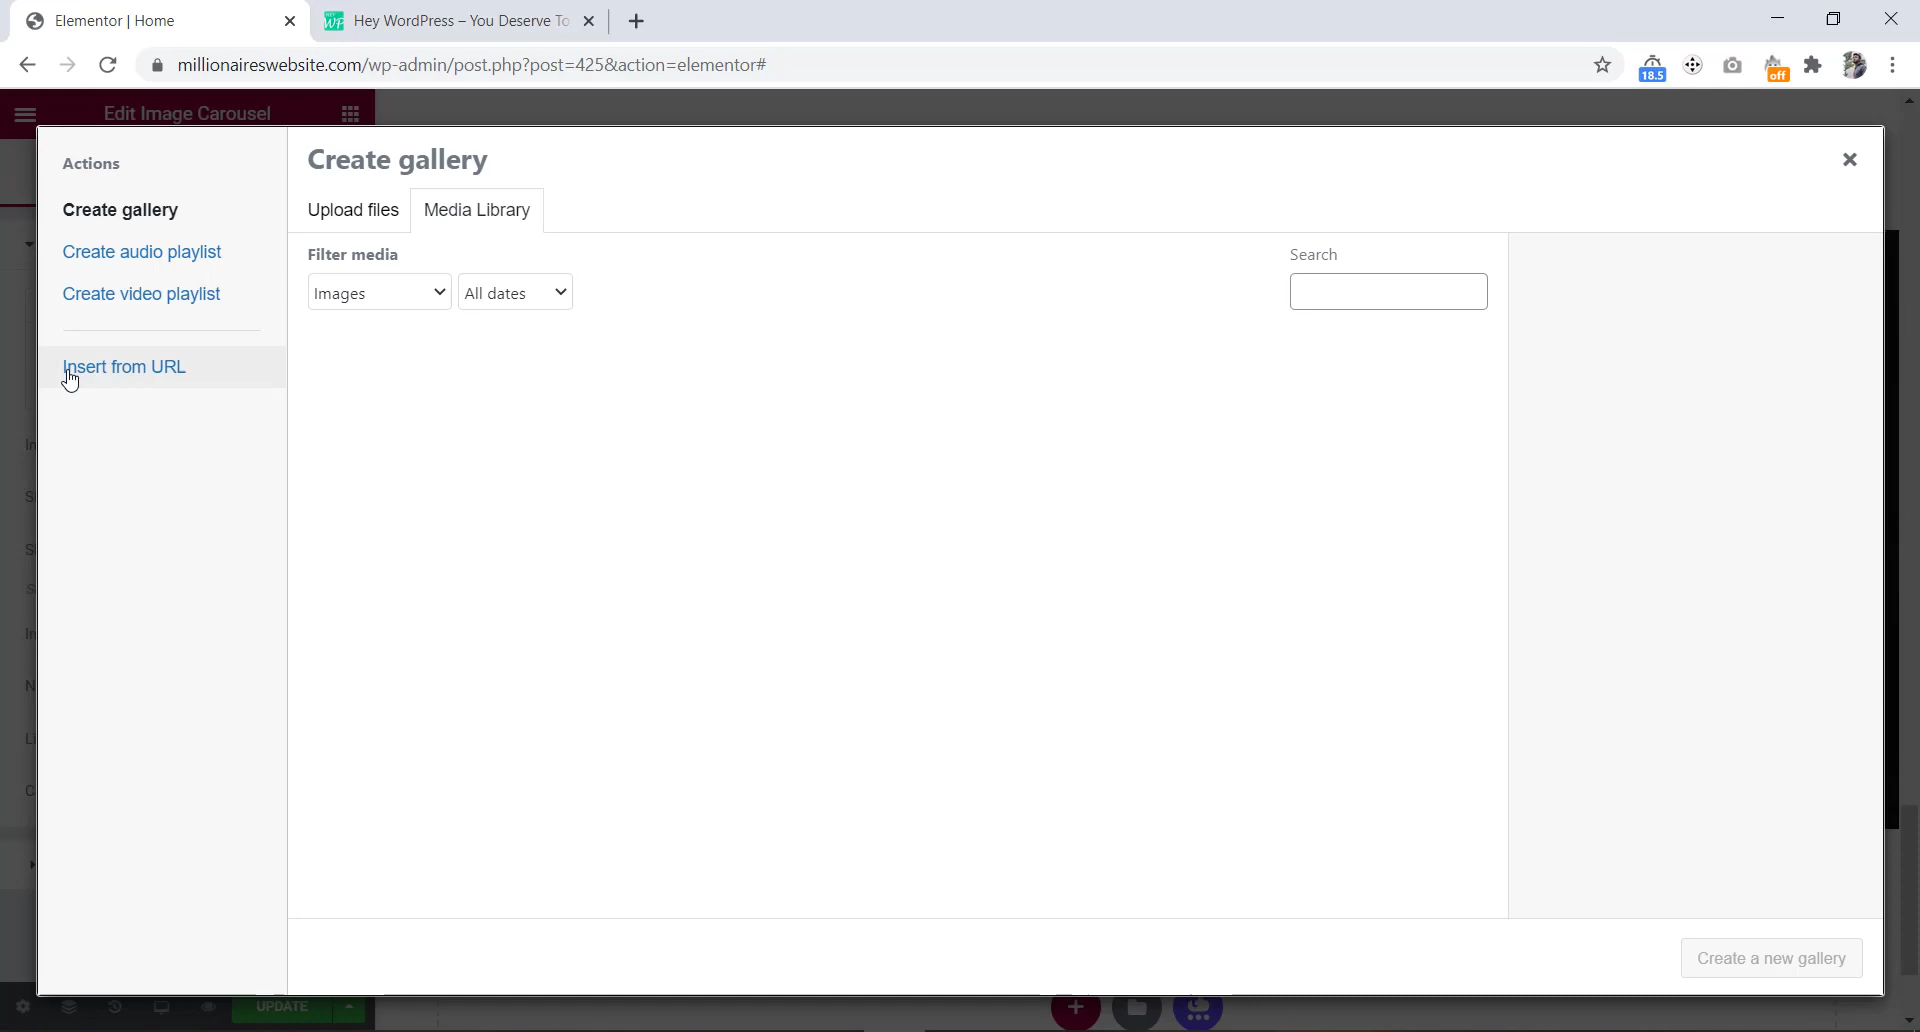 Elementor | Home
Hey WordPress – You Deserve To
millionaireswebsite.com/wp-admin/post.php?post=425&action=elementor#
18.5
off
Edit Image Carousel
Actions
Create gallery
Create audio playlist
Create video playlist
Insert from URL
Create gallery
Upload files
Media Library
Filter media
Images
All dates
Search
Create a new gallery
UPDATE